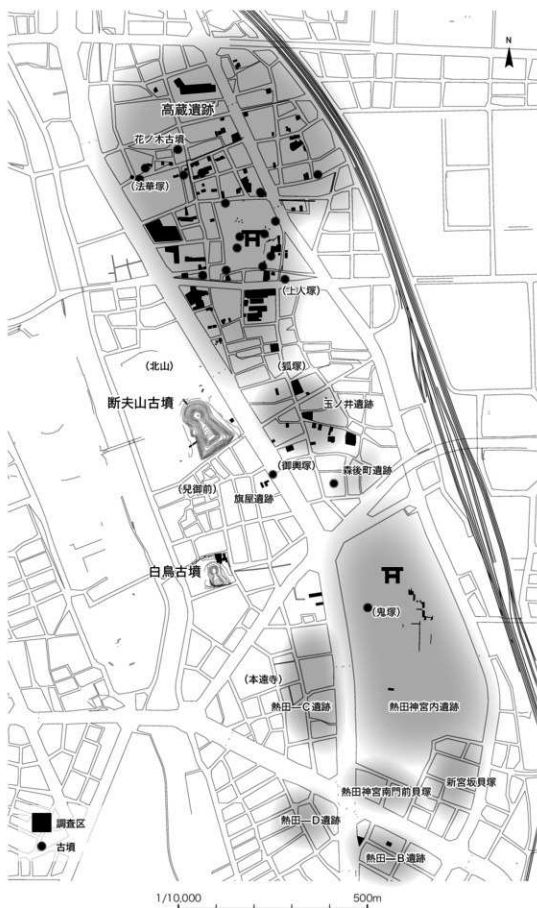 N
高蔵遺跡
花ノ木古墳
(法華塚)
(上人塚)
(北山)
(狐塚)
断夫山古墳
玉ノ井遺跡
(御輿塚)
森後町遺跡
(児御前)
旗屋遺跡
白鳥古墳
(鬼塚)
(本遠寺)
熱田―C遺跡
熱田神宮内遺跡
新宮坂貝塚
熱田神宮南門前貝塚
熱田―D遺跡
熱田―B遺跡
調査区
古墳
1/10,000
500m